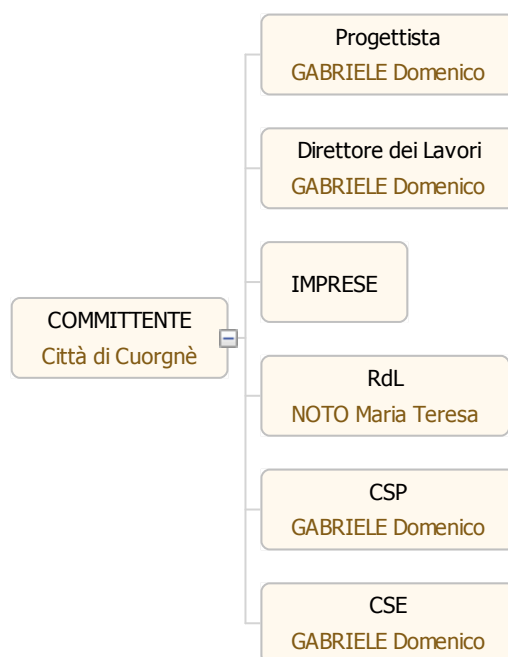 Progettista
GABRIELE Domenico
Direttore dei Lavori
GABRIELE Domenico
IMPRESE
COMMITTENTE
Città di Cuorgnè
RdL
NOTO Maria Teresa
CSP
GABRIELE Domenico
CSE
GABRIELE Domenico